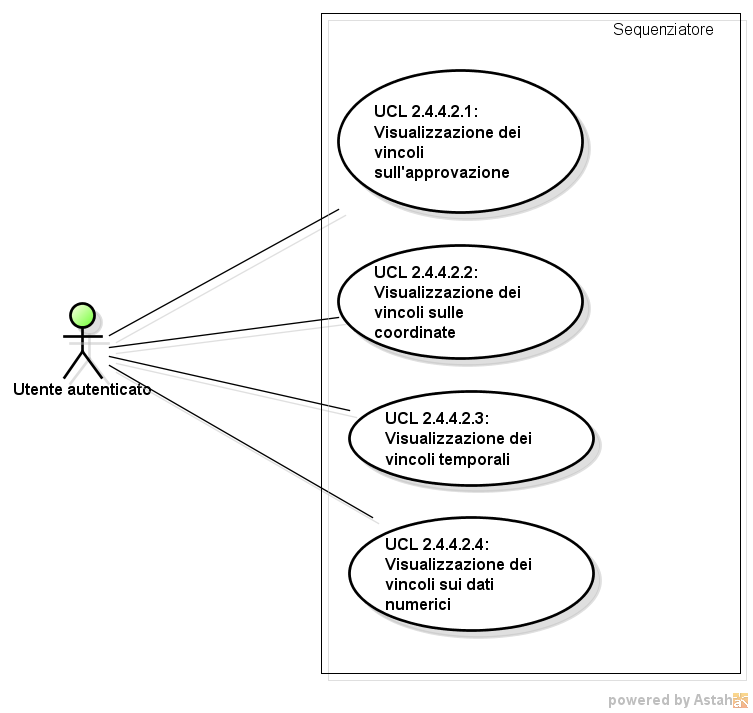 Sequenziatore
UCL 2.4.4.2.1:
Visualizzazione dei
vincoli
sull'approvazione
UCL 2.4.4.2.2:
Visualizzazione dei
vincoli sulle
coordinate
Utente autenticato
UCL 2.4.4.2.3:
Visualizzazione dei
vincoli temporali
UCL 2.4.4.2.4:
Visualizzazione dei
vincoli sui dati
numerici
powered by Astah